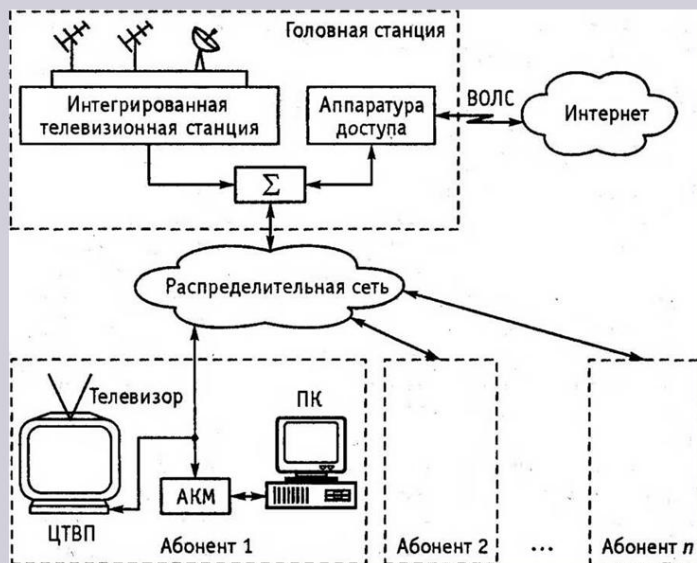 Головная станция
Интегрированная
телевизионная станция
Аппаратура
доступа
ВОЛС
Интернет
Σ
Распределительная сеть
Телевизор
ПК
АКМ
ЦТВП
Абонент 1
Абонент 2
...
Абонент n